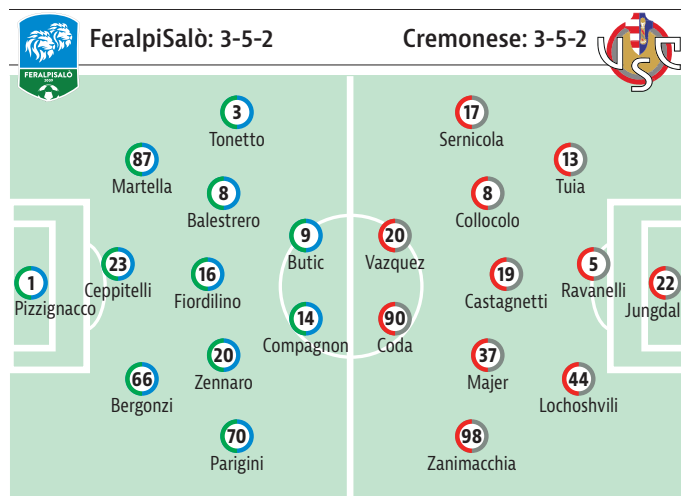 FeralpiSalò: 3-5-2
Cremonese: 3-5-2
FERALPISALÒ
2009
USC
3
Tonetto
87
Martella
8
Balestrero
9
Butic
23
Ceppitelli
16
Fiordilino
1
Pizzignacco
14
Compagnon
20
Zennaro
66
Bergonzi
70
Parigini
17
Sernicola
13
Tuia
8
Collocolo
20
Vazquez
5
Ravanelli
19
Castagnetti
22
Jungdal
90
Coda
37
Majer
44
Lochoshvili
98
Zanimacchia